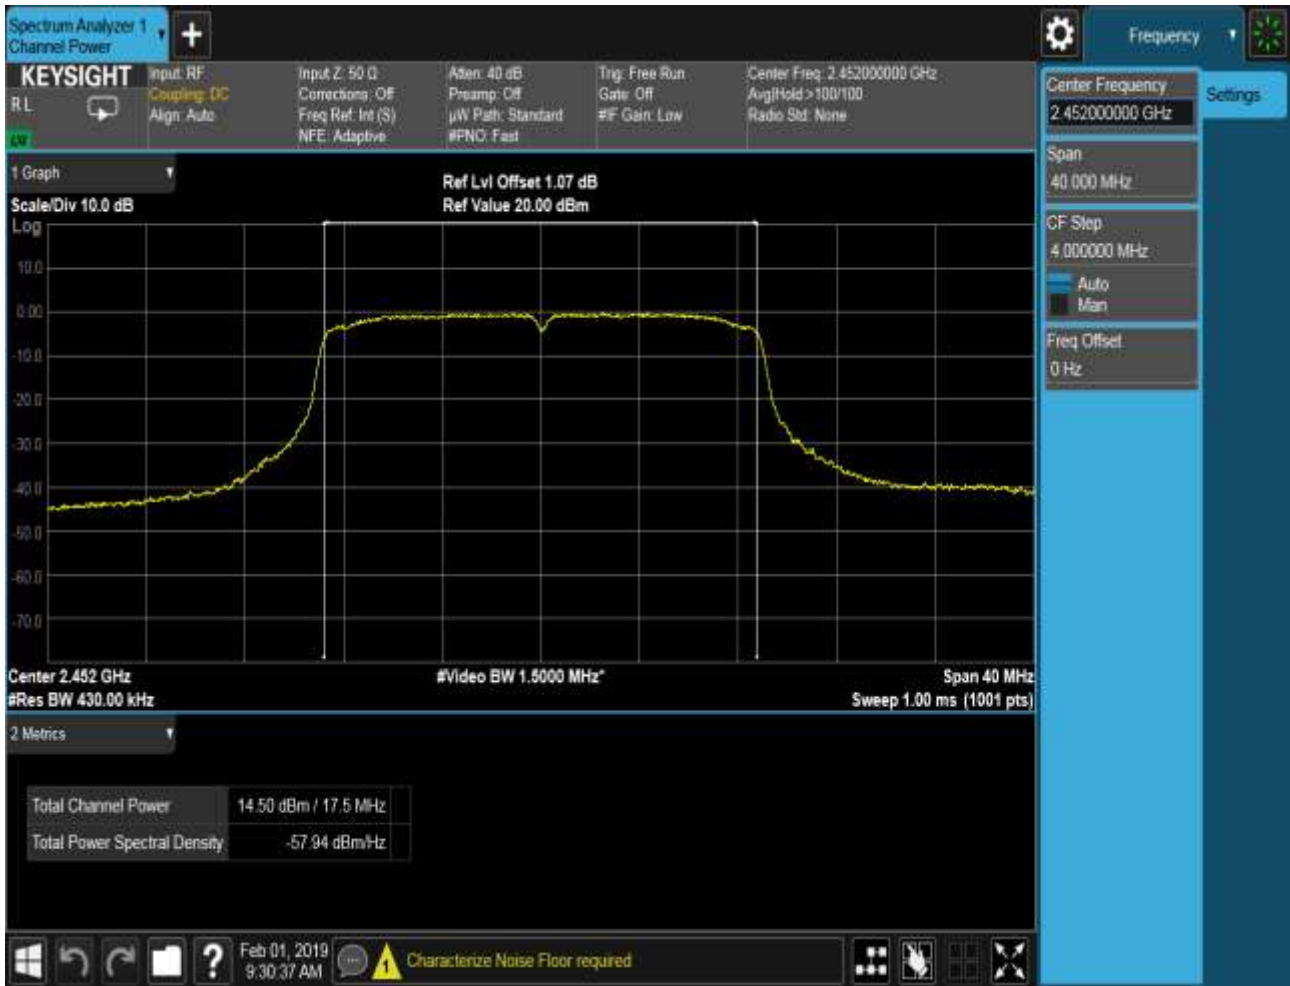 Spectrum Analyzer 1
Channel Power
Frequency
KEYSIGHT
R L
Input: RF
Coupling: DC
Align: Auto
Input Z: 50 Ω
Corrections: Off
Freq Ref: Int (S)
NFE: Adaptive
Atten: 40 dB
Preamp: Off
µW Path: Standard
#PNO: Fast
Trig: Free Run
Gate: Off
#IF Gain: Low
Center Freq: 2.452000000 GHz
Avg|Hold:>100/100
Radio Std: None
Center Frequency
2.452000000 GHz
Settings
Span
40.000 MHz
CF Step
4.000000 MHz
Auto
Man
Freq Offset
0 Hz
1 Graph
Scale/Div 10.0 dB
Ref Lvl Offset 1.07 dB
Ref Value 20.00 dBm
Log
10.0
0.00
-10.0
-20.0
-30.0
-40.0
-50.0
-60.0
-70.0
Center 2.452 GHz
#Video BW 1.5000 MHz*
Span 40 MHz
#Res BW 430.00 kHz
Sweep 1.00 ms (1001 pts)
2 Metrics
Total Channel Power 14.50 dBm / 17.5 MHz
Total Power Spectral Density -57.94 dBm/Hz
?
Feb 01, 2019
9:30:37 AM
1
Characterize Noise Floor required